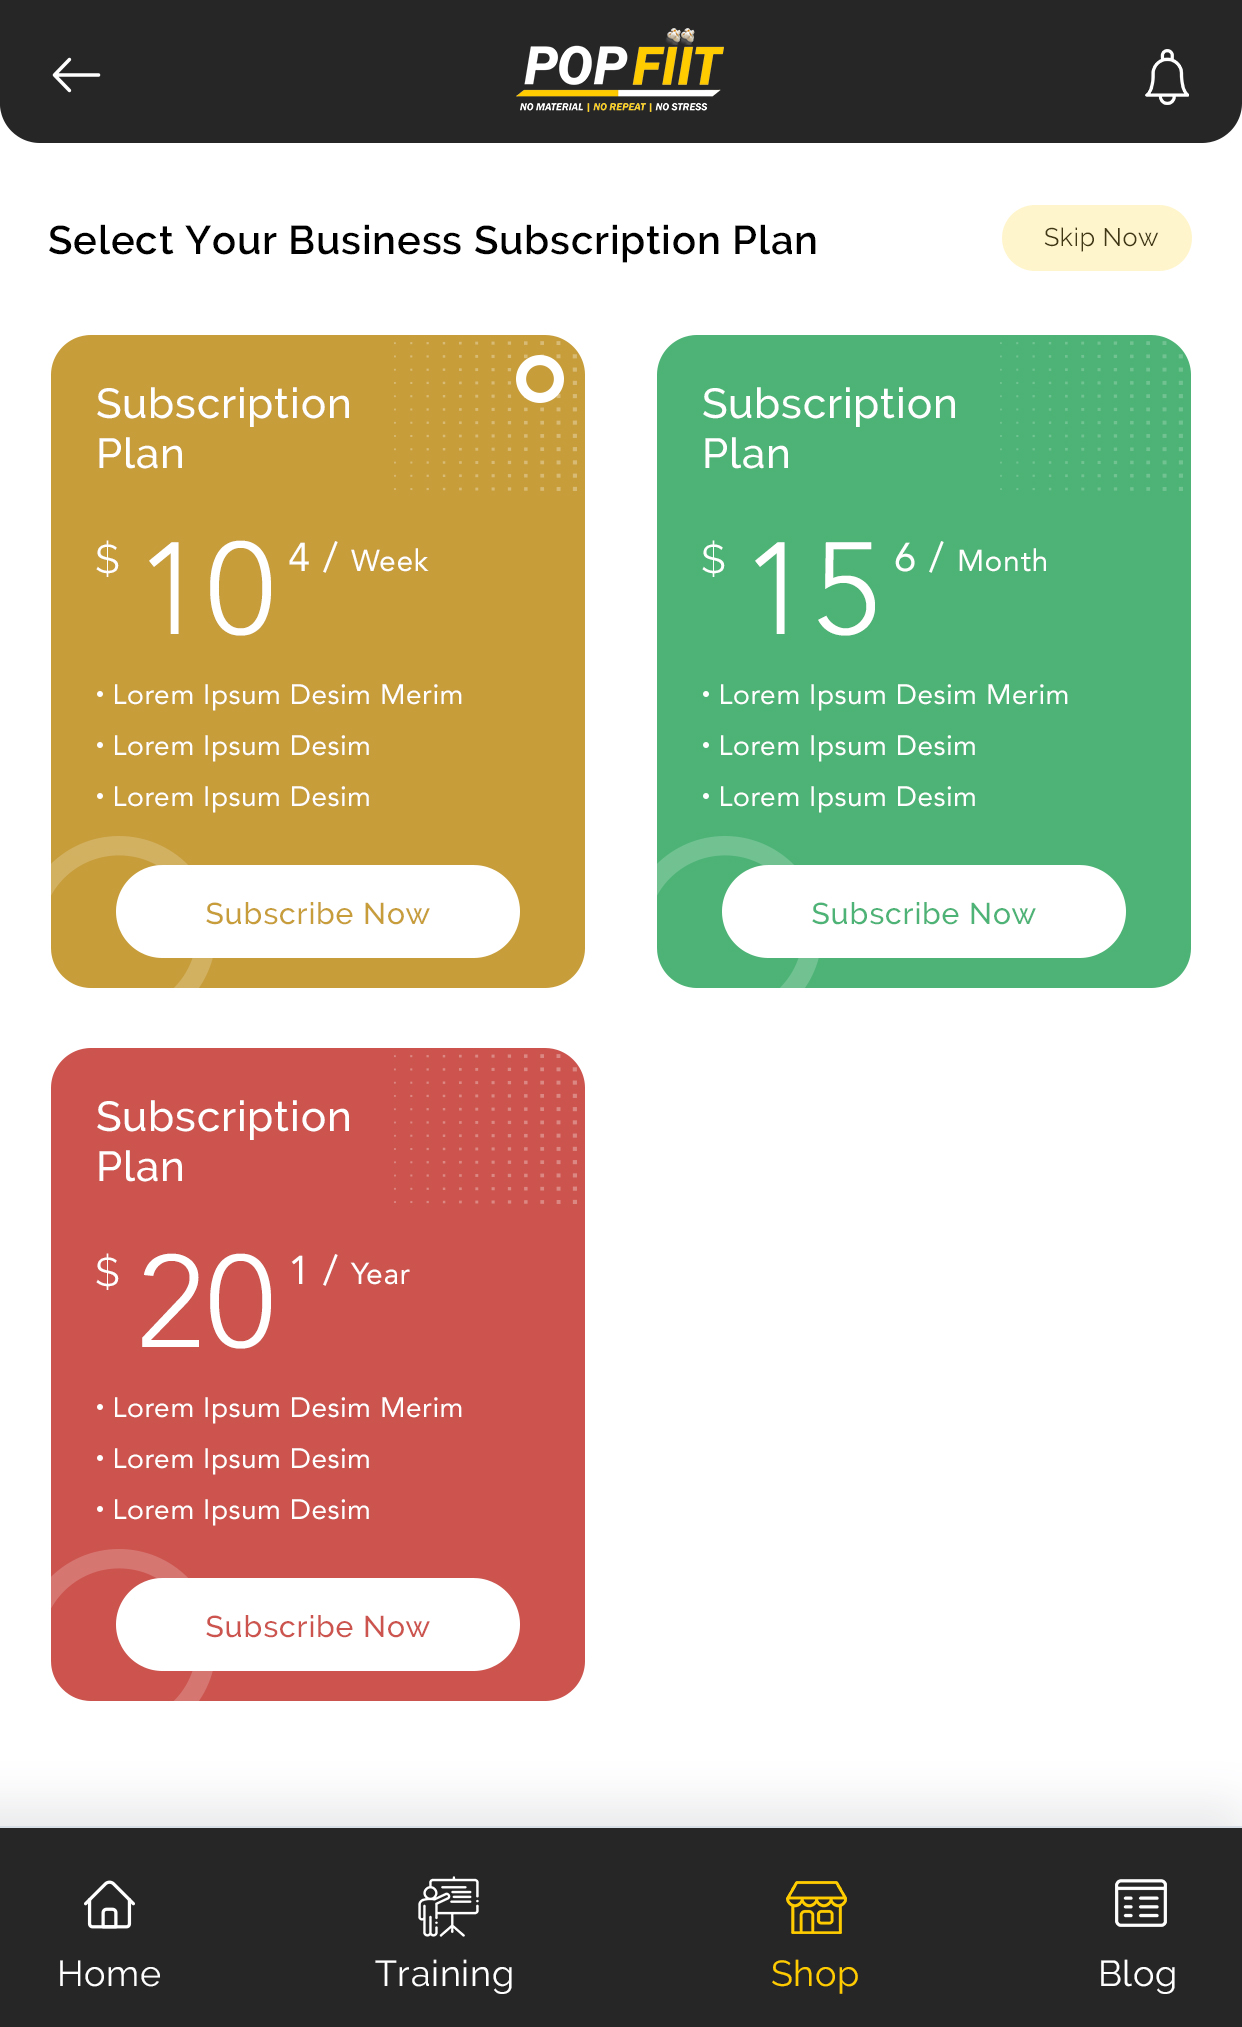 POP FIIT
NO MATERIAL | NO REPEAT | NO STRESS
Select Your Business Subscription Plan
Skip Now
Subscription
Plan
$ 10 4 / Week
• Lorem Ipsum Desim Merim
• Lorem Ipsum Desim
• Lorem Ipsum Desim
Subscribe Now
Subscription
Plan
$ 15 6 / Month
• Lorem Ipsum Desim Merim
• Lorem Ipsum Desim
• Lorem Ipsum Desim
Subscribe Now
Subscription
Plan
$ 20 1 / Year
• Lorem Ipsum Desim Merim
• Lorem Ipsum Desim
• Lorem Ipsum Desim
Subscribe Now
Home
Training
Shop
Blog